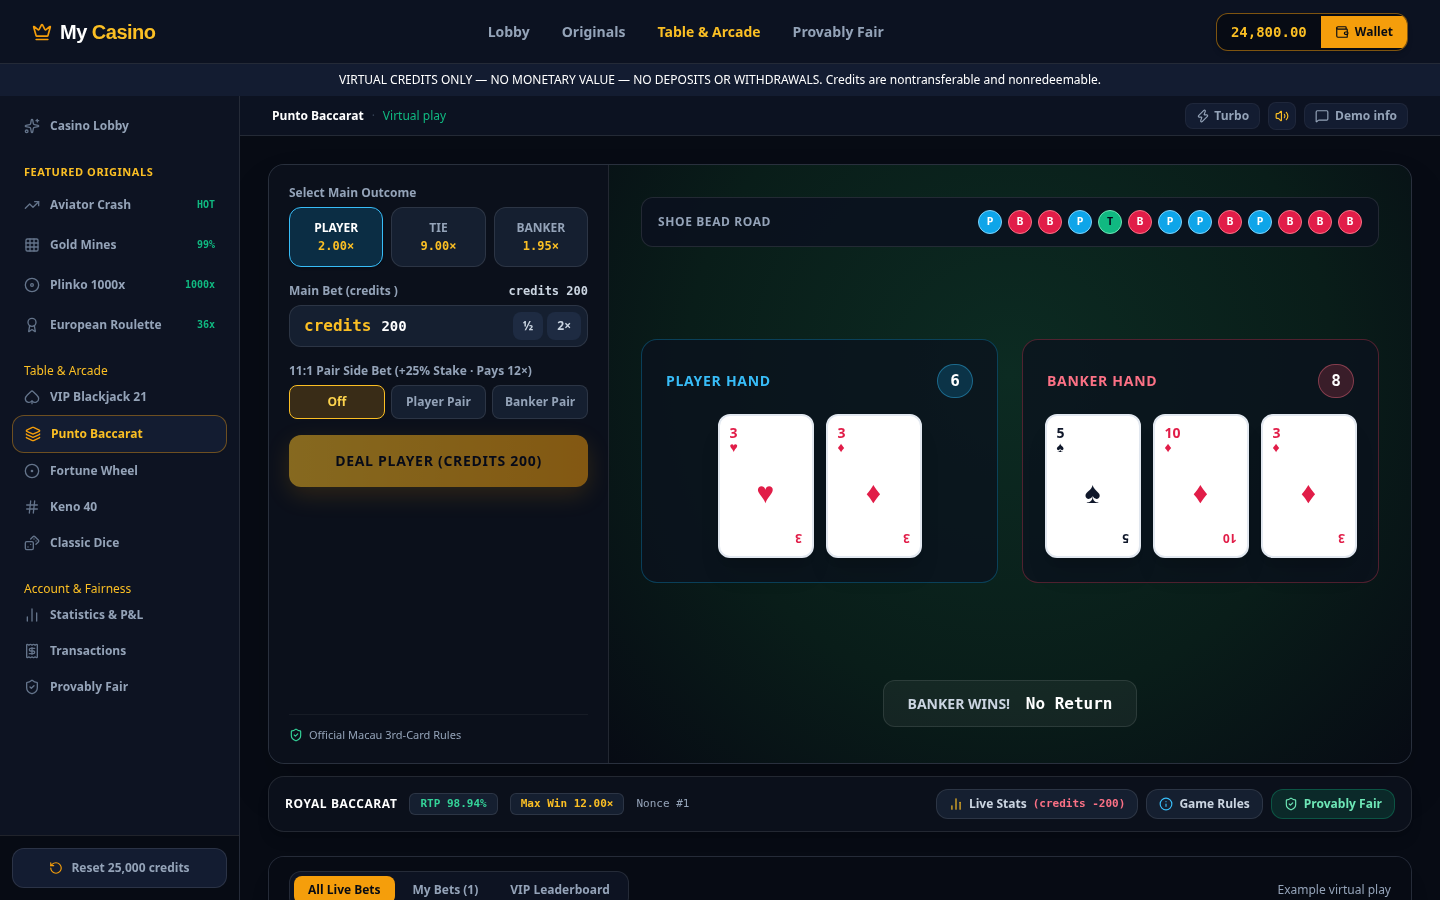 My Casino
Lobby
Originals
Table & Arcade
Provably Fair
24,800.00
Wallet
VIRTUAL CREDITS ONLY — NO MONETARY VALUE — NO DEPOSITS OR WITHDRAWALS. Credits are nontransferable and nonredeemable.
Casino Lobby
FEATURED ORIGINALS
Aviator Crash HOT
Gold Mines 99%
Plinko 1000x 1000x
European Roulette 36x
Table & Arcade
VIP Blackjack 21
Punto Baccarat
Fortune Wheel
Keno 40
Classic Dice
Account & Fairness
Statistics & P&L
Transactions
Provably Fair
Reset 25,000 credits
Punto Baccarat · Virtual play
Turbo
Demo info
Select Main Outcome
PLAYER
2.00×
TIE
9.00×
BANKER
1.95×
Main Bet (credits ) credits 200
credits 200
½
2×
11:1 Pair Side Bet (+25% Stake · Pays 12×)
Off
Player Pair
Banker Pair
DEAL PLAYER (CREDITS 200)
Official Macau 3rd-Card Rules
SHOE BEAD ROAD
P B B P T B P P B P B B B
PLAYER HAND 6
3
♥
♥
3
3
♦
♦
3
BANKER HAND 8
5
♠
♠
5
10
♦
♦
10
3
♦
♦
3
BANKER WINS! No Return
ROYAL BACCARAT
RTP 98.94%
Max Win 12.00×
Nonce #1
Live Stats (credits -200)
Game Rules
Provably Fair
All Live Bets
My Bets (1)
VIP Leaderboard
Example virtual play